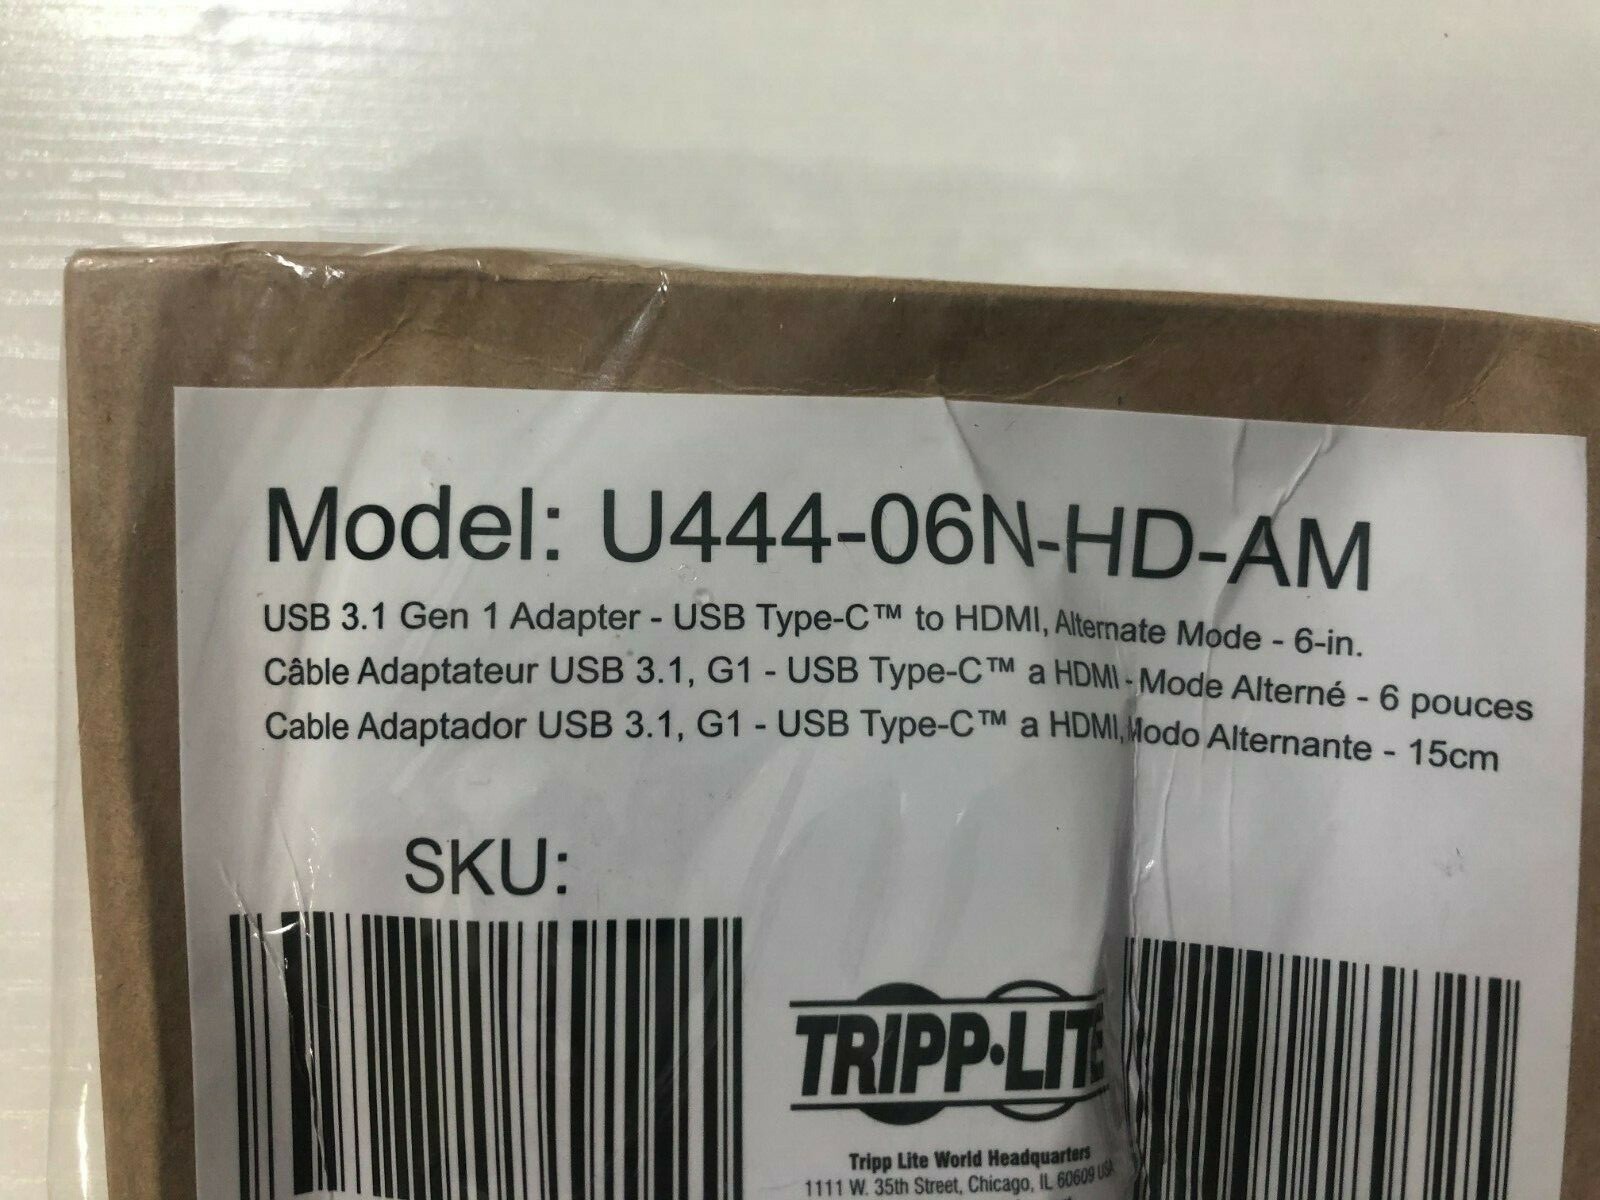 Model: U444-06N-HD-AM
USB 3.1 Gen 1 Adapter - USB Type-C™ to HDMI, Alternate Mode - 6-in.
Câble Adaptateur USB 3.1, G1 - USB Type-C™ a HDMI - Mode Alterné - 6 pouces
Cable Adaptador USB 3.1, G1 - USB Type-C™ a HDMI, Modo Alternante - 15cm
SKU:
TRIPP·LITE
Tripp Lite World Headquarters
1111 W. 35th Street, Chicago, IL 60609 USA